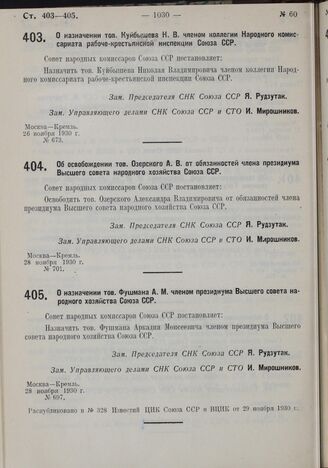 Ст. 403—405.
— 1030 —
№ 60
403. О назначении тов. Куйбышева Н. В. членом коллегии Народного комис-
сариата рабоче-крестьянской инспекции Союза ССР.
Совет народных комиссаров Союза ССР постановляет:
Назначить тов. Куйбышева Николая Владимировича членом коллегии Народ-
ного комиссариата рабоче-крестьянской инспекции Союза ССР.
Зам. Председателя СНК Союза ССР Я. Рудзутак.
Зам. Управляющего делами СНК Союза ССР и СТО И. Мирошников.
Москва—Кремль.
26 ноября 1930 г.
№ 673.
404. Об освобождении тов. Озерского А. В. от обязанностей члена президиума
Высшего совета народного хозяйства Союза ССР.
Совет народных комиссаров Союза ССР постановляет:
Освободить тов. Озерского Александра Владимировича от обязанностей члена
президиума Высшего совета народного хозяйства Союза ССР.
Зам. Председателя СНК Союза ССР Я. Рудзутак.
Зам. Управляющего делами СНК Союза ССР и СТО И. Мирошников.
Москва—Кремль.
28 ноября 1930 г.
№ 701.
405. О назначении тов. Фушмана А. М. членом президиума Высшего совета на-
родного хозяйства Союза ССР.
Совет народных комиссаров Союза ССР постановляет:
Назначить тов. Фушмана Аркадия Моисеевича членом президиума Высшего
совета народного хозяйства Союза ССР.
Зам. Председателя СНК Союза ССР Я. Рудзутак.
Зам. Управляющего делами СНК Союза ССР и СТО И. Мирошников.
Москва—Кремль.
28 ноября 1930 г.
№ 697.
Распубликовано в № 328 Известий ЦИК Союза ССР и ВЦИК от 29 ноября 1930 г.